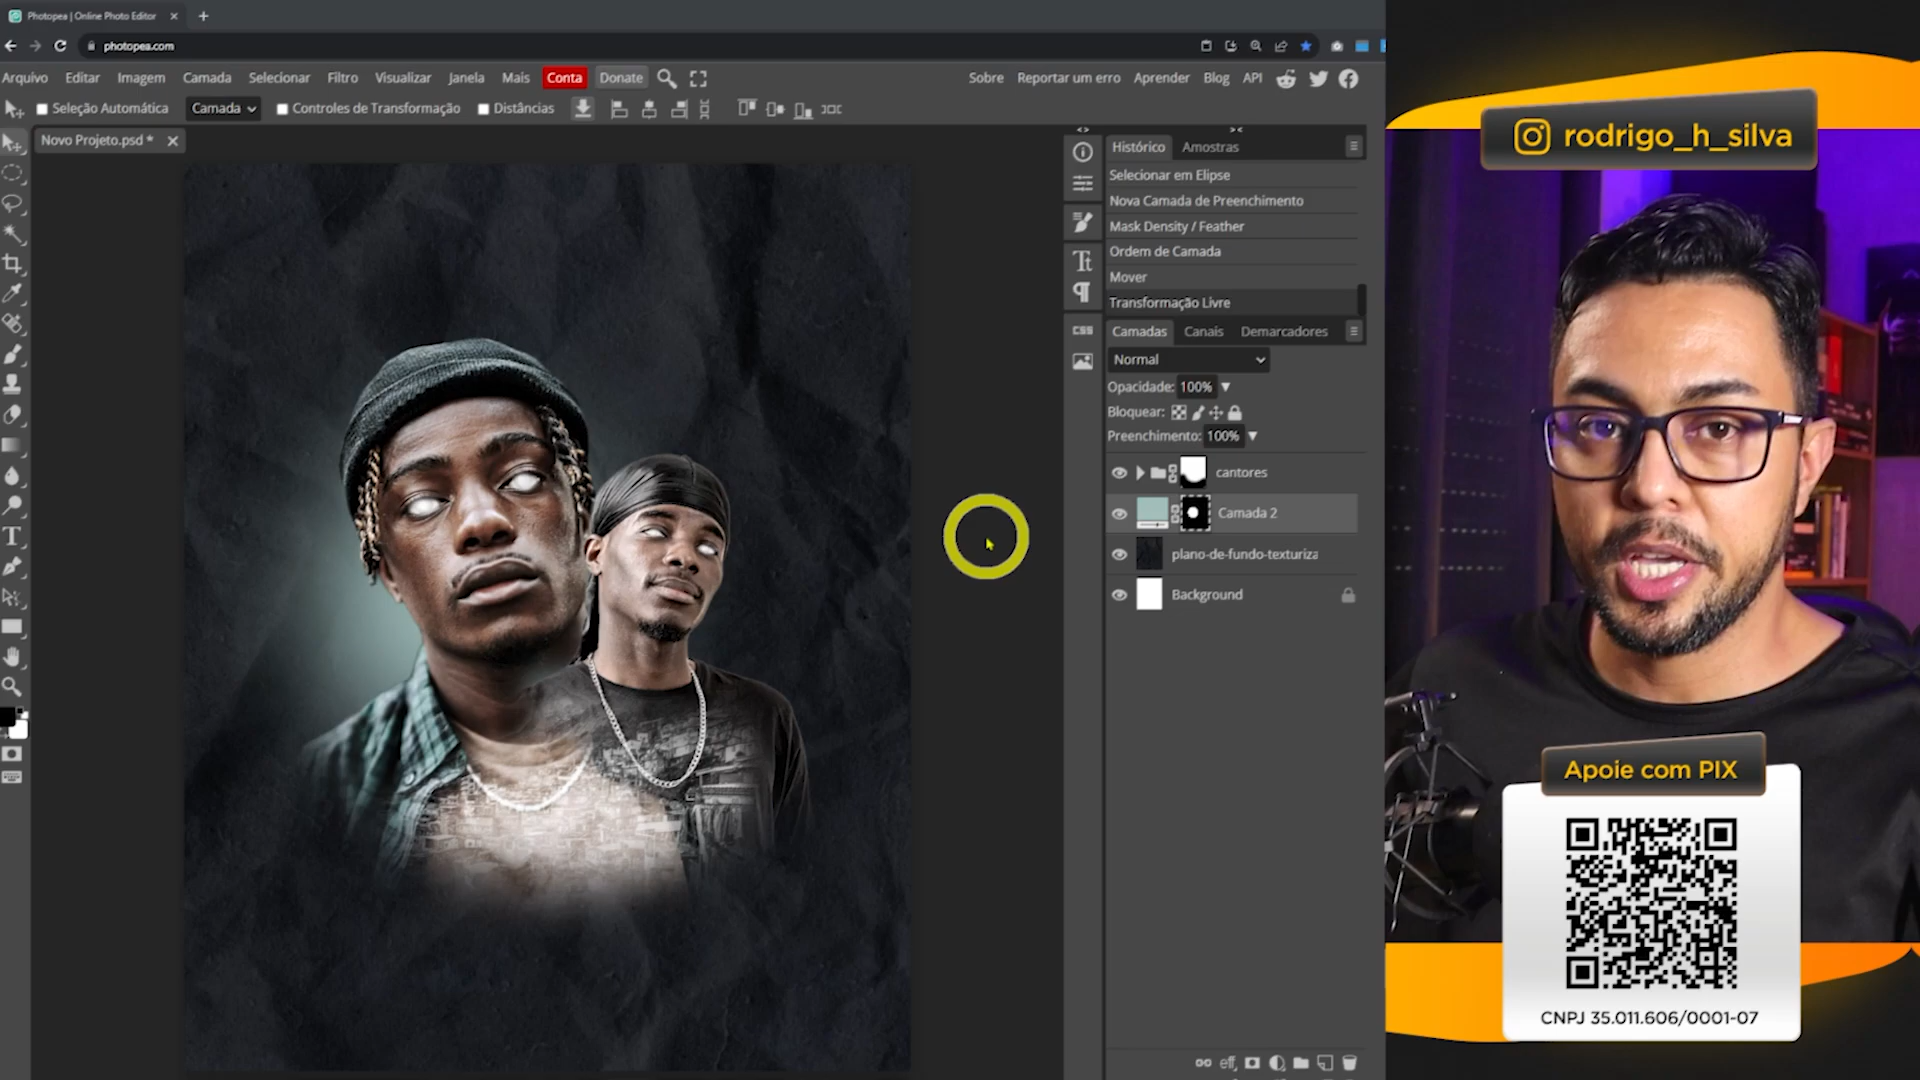 Photopea | Online Photo Editor
photopea.com
Arquivo Editar Imagem Camada Selecionar Filtro Visualizar Janela Mais Conta Donate
Sobre Reportar um erro Aprender Blog API
Seleção Automática Camada Controles de Transformação Distâncias
Novo Projeto.psd *
Histórico Amostras
Selecionar em Elipse
Nova Camada de Preenchimento
Mask Density / Feather
Ordem de Camada
Mover
Transformação Livre
CSS
Camadas Canais Demarcadores
Normal
Opacidade: 100%
Bloquear:
Preenchimento: 100%
cantores
Camada 2
plano-de-fundo-texturiza
Background
eff
rodrigo_h_silva
Apoie com PIX
CNPJ 35.011.606/0001-07